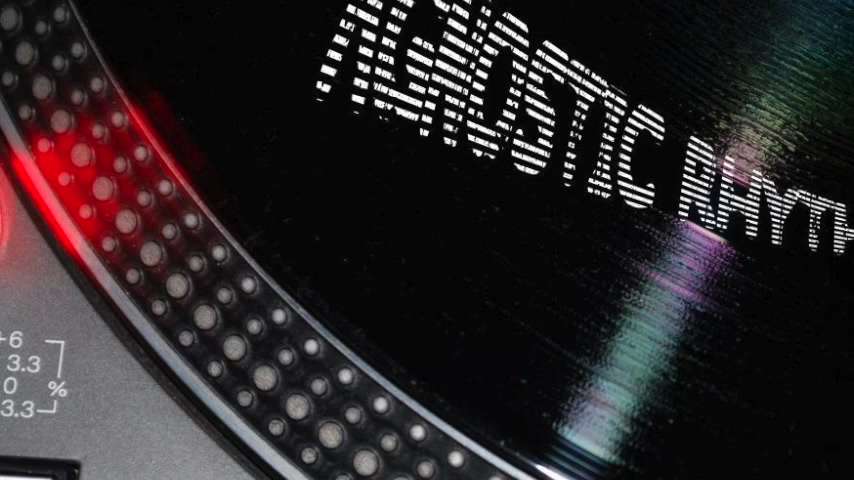 AGNOSTIC RHYTH
+6
3.3
0 %
3.3